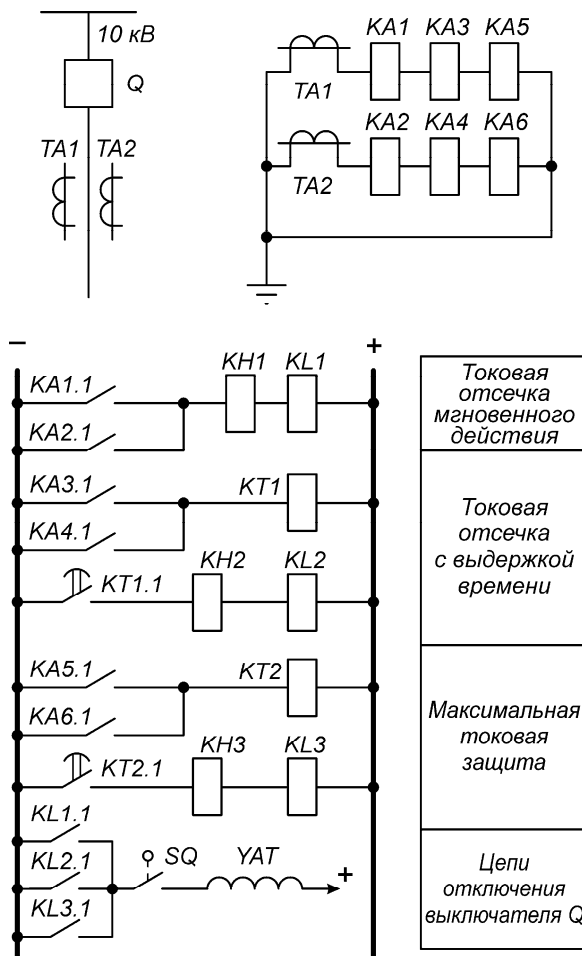 10 кВ
Q
TA1 TA2
KA1 KA3 KA5
TA1
KA2 KA4 KA6
TA2
– +
KA1.1 KH1 KL1
KA2.1
Токовая
отсечка
мгновенного
действия
KA3.1 KT1
KA4.1
KT1.1 KH2 KL2
Токовая
отсечка
с выдержкой
времени
KA5.1 KT2
KA6.1
KT2.1 KH3 KL3
Максимальная
токовая
защита
KL1.1
KL2.1 SQ YAT +
KL3.1
Цепи
отключения
выключателя Q